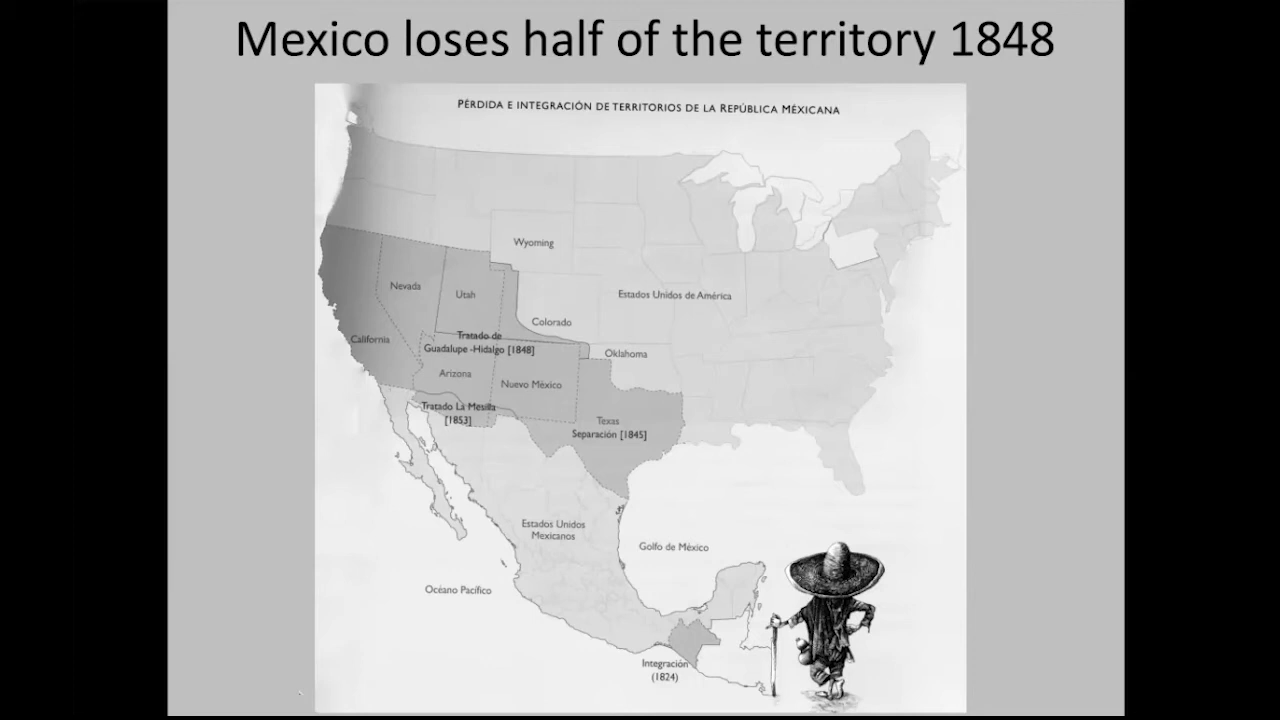 Mexico loses half of the territory 1848
PÉRDIDA E INTEGRACIÓN DE TERRITORIOS DE LA REPÚBLICA MÉXICANA
Wyoming
Nevada
Utah
Estados Unidos de América
Colorado
California
Tratado de
Guadalupe -Hidalgo [1848]
Oklahoma
Arizona
Nuevo México
Tratado La Mesilla
[1853]
Texas
Separación [1845]
Estados Unidos
Mexicanos
Golfo de México
Océano Pacífico
Integración
(1824)